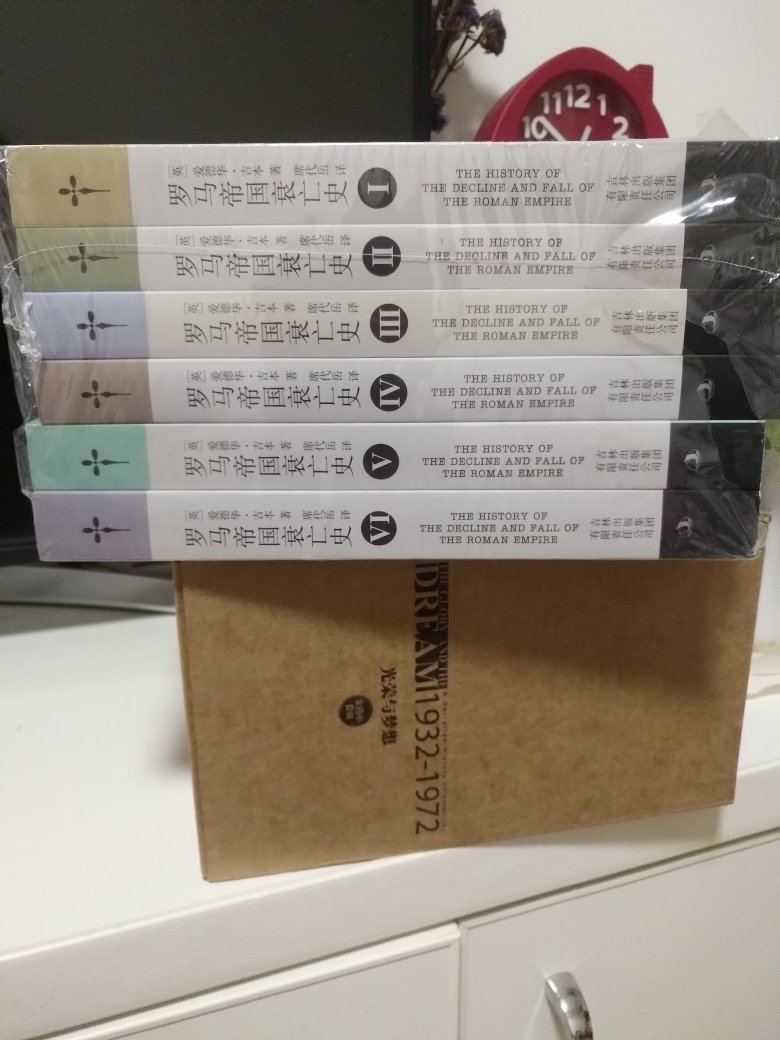 11 12 1
10 2
[英] 爱德华·吉本 著 席代岳 译
罗马帝国衰亡史
I
THE HISTORY OF
THE DECLINE AND FALL OF
THE ROMAN EMPIRE
吉林出版集团
有限责任公司
[英] 爱德华·吉本 著 席代岳 译
罗马帝国衰亡史
II
THE HISTORY OF
THE DECLINE AND FALL OF
THE ROMAN EMPIRE
吉林出版集团
有限责任公司
[英] 爱德华·吉本 著 席代岳 译
罗马帝国衰亡史
III
THE HISTORY OF
THE DECLINE AND FALL OF
THE ROMAN EMPIRE
吉林出版集团
有限责任公司
[英] 爱德华·吉本 著 席代岳 译
罗马帝国衰亡史
IV
THE HISTORY OF
THE DECLINE AND FALL OF
THE ROMAN EMPIRE
吉林出版集团
有限责任公司
[英] 爱德华·吉本 著 席代岳 译
罗马帝国衰亡史
V
THE HISTORY OF
THE DECLINE AND FALL OF
THE ROMAN EMPIRE
吉林出版集团
有限责任公司
[英] 爱德华·吉本 著 席代岳 译
罗马帝国衰亡史
VI
THE HISTORY OF
THE DECLINE AND FALL OF
THE ROMAN EMPIRE
吉林出版集团
有限责任公司
THE GLORY AND THE
DREAM 1932-1972
A Narrative History of America
光荣与梦想